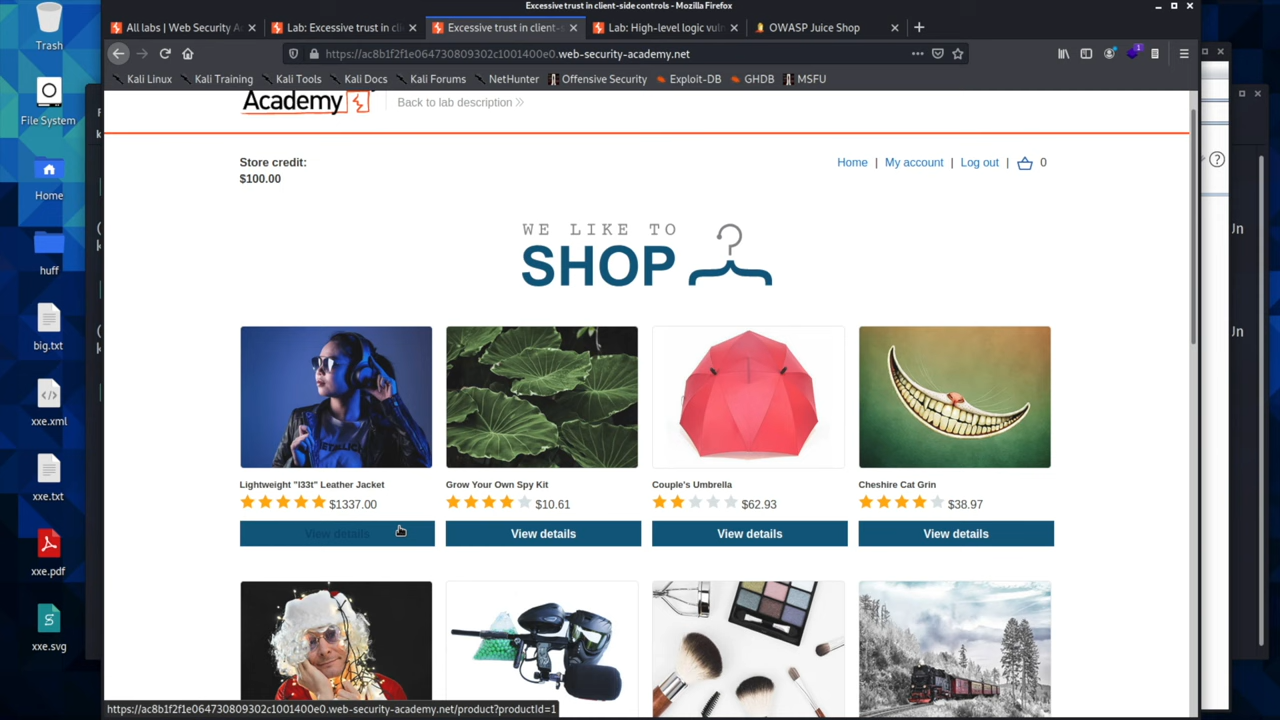 Excessive trust in client-side controls - Mozilla Firefox
All labs | Web Security A
Lab: Excessive trust in cli
Excessive trust in client-
Lab: High-level logic vul
OWASP Juice Shop
https://ac8b1f2f1e064730809302c1001400e0.web-security-academy.net
1
Kali Linux
Kali Training
Kali Tools
Kali Docs
Kali Forums
NetHunter
Offensive Security
Exploit-DB
GHDB
MSFU
Trash
File System
Home
huff
big.txt
xxe.xml
xxe.txt
xxe.pdf
xxe.svg
Academy
Back to lab description
Store credit:
$100.00
Home | My account | Log out | 0
WE LIKE TO
SHOP
Lightweight "l33t" Leather Jacket
$1337.00
View details
Grow Your Own Spy Kit
$10.61
View details
Couple's Umbrella
$62.93
View details
Cheshire Cat Grin
$38.97
View details
https://ac8b1f2f1e064730809302c1001400e0.web-security-academy.net/product?productId=1